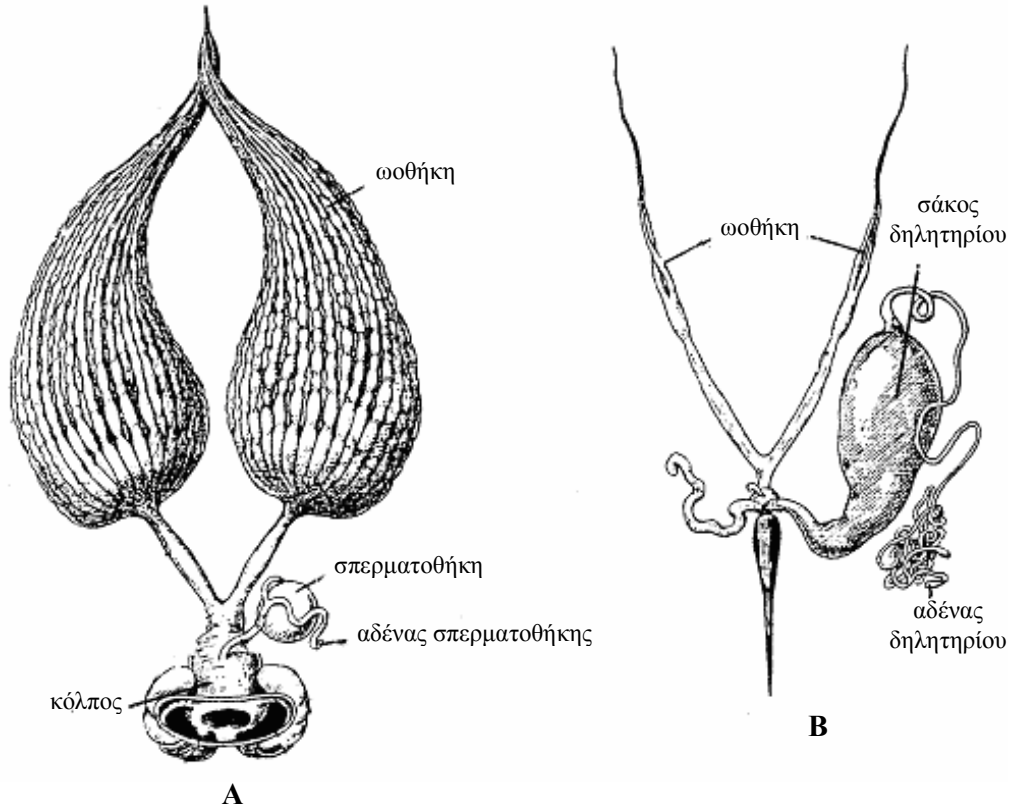 ωοθήκη
σπερματοθήκη
αδένας σπερματοθήκης
κόλπος
A
ωοθήκη
σάκος
δηλητηρίου
αδένας
δηλητηρίου
B